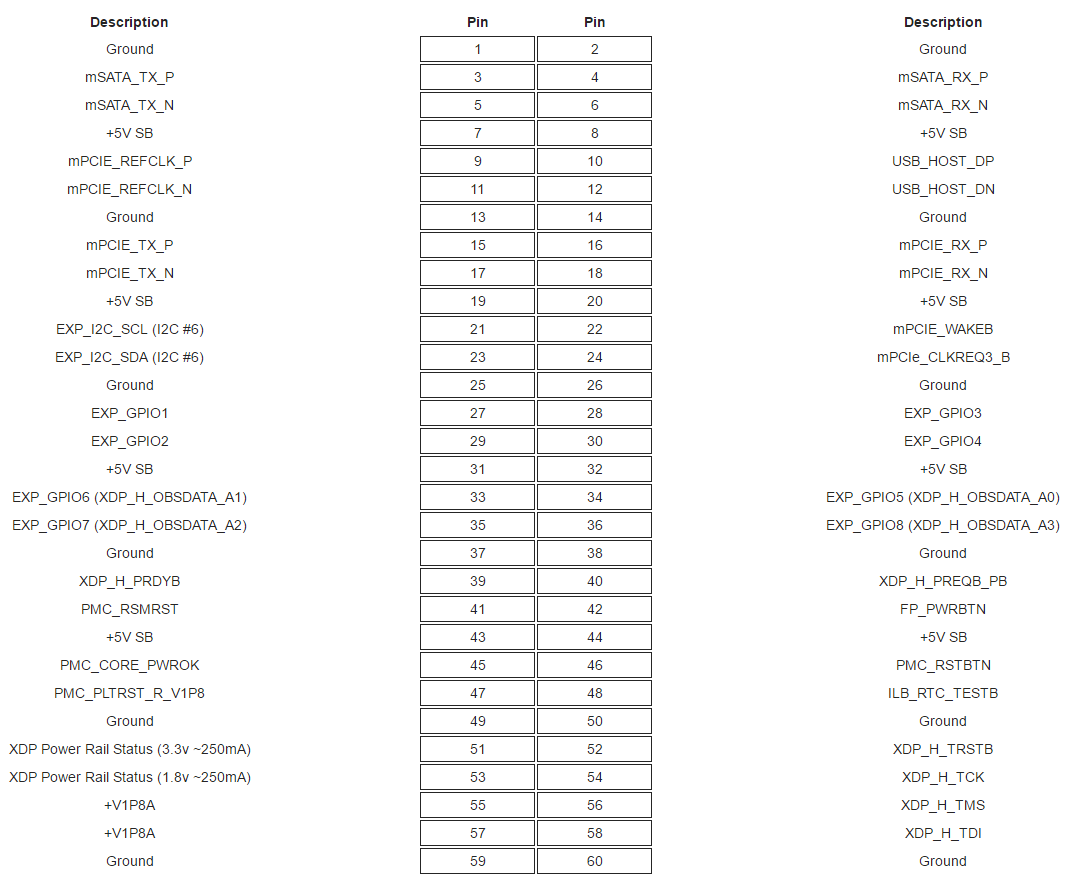 Description Pin Pin Description
Ground 1 2 Ground
mSATA_TX_P 3 4 mSATA_RX_P
mSATA_TX_N 5 6 mSATA_RX_N
+5V SB 7 8 +5V SB
mPCIE_REFCLK_P 9 10 USB_HOST_DP
mPCIE_REFCLK_N 11 12 USB_HOST_DN
Ground 13 14 Ground
mPCIE_TX_P 15 16 mPCIE_RX_P
mPCIE_TX_N 17 18 mPCIE_RX_N
+5V SB 19 20 +5V SB
EXP_I2C_SCL (I2C #6) 21 22 mPCIE_WAKEB
EXP_I2C_SDA (I2C #6) 23 24 mPCIe_CLKREQ3_B
Ground 25 26 Ground
EXP_GPIO1 27 28 EXP_GPIO3
EXP_GPIO2 29 30 EXP_GPIO4
+5V SB 31 32 +5V SB
EXP_GPIO6 (XDP_H_OBSDATA_A1) 33 34 EXP_GPIO5 (XDP_H_OBSDATA_A0)
EXP_GPIO7 (XDP_H_OBSDATA_A2) 35 36 EXP_GPIO8 (XDP_H_OBSDATA_A3)
Ground 37 38 Ground
XDP_H_PRDYB 39 40 XDP_H_PREQB_PB
PMC_RSMRST 41 42 FP_PWRBTN
+5V SB 43 44 +5V SB
PMC_CORE_PWROK 45 46 PMC_RSTBTN
PMC_PLTRST_R_V1P8 47 48 ILB_RTC_TESTB
Ground 49 50 Ground
XDP Power Rail Status (3.3v ~250mA) 51 52 XDP_H_TRSTB
XDP Power Rail Status (1.8v ~250mA) 53 54 XDP_H_TCK
+V1P8A 55 56 XDP_H_TMS
+V1P8A 57 58 XDP_H_TDI
Ground 59 60 Ground